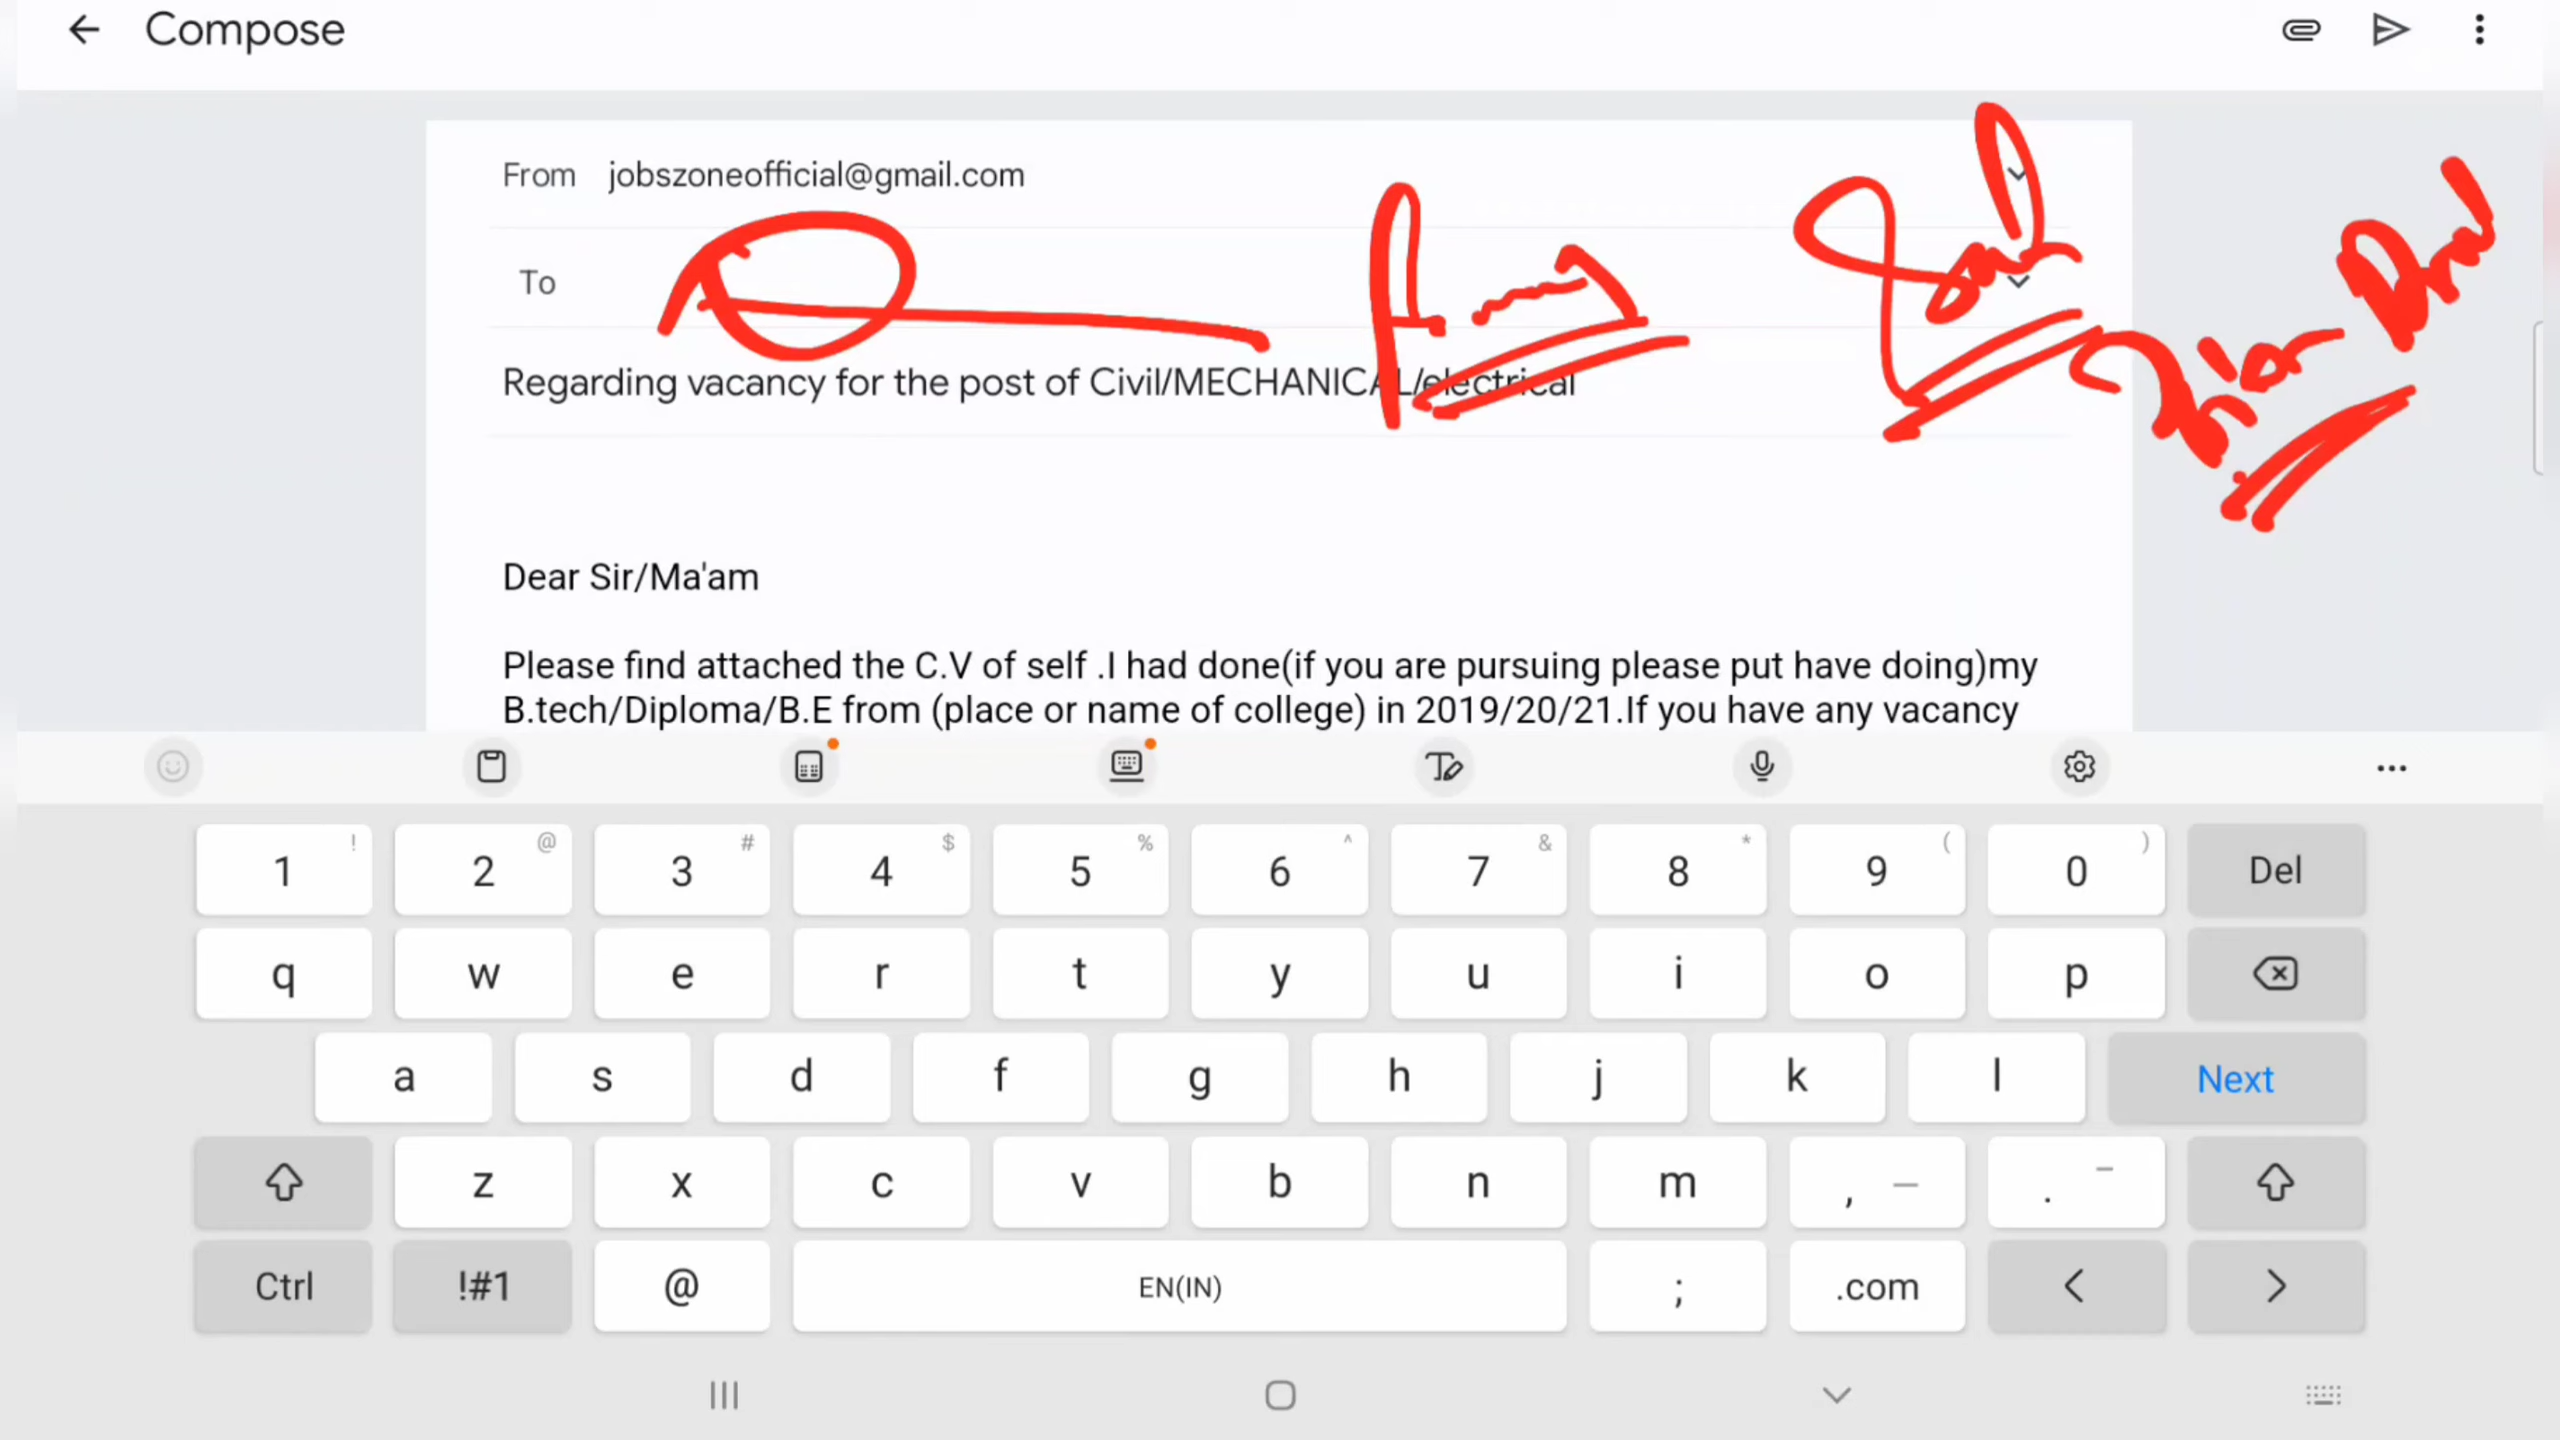 Compose
From jobszoneofficial@gmail.com
To
Regarding vacancy for the post of Civil/MECHANICAL/electrical
Dear Sir/Ma'am
Please find attached the C.V of self .I had done(if you are pursuing please put have doing)my
B.tech/Diploma/B.E from (place or name of college) in 2019/20/21.If you have any vacancy
! @ # $ % ^ & * ( )
1 2 3 4 5 6 7 8 9 0 Del
q w e r t y u i o p
a s d f g h j k l Next
z x c v b n m , .
Ctrl !#1 @ EN(IN) ; .com < >